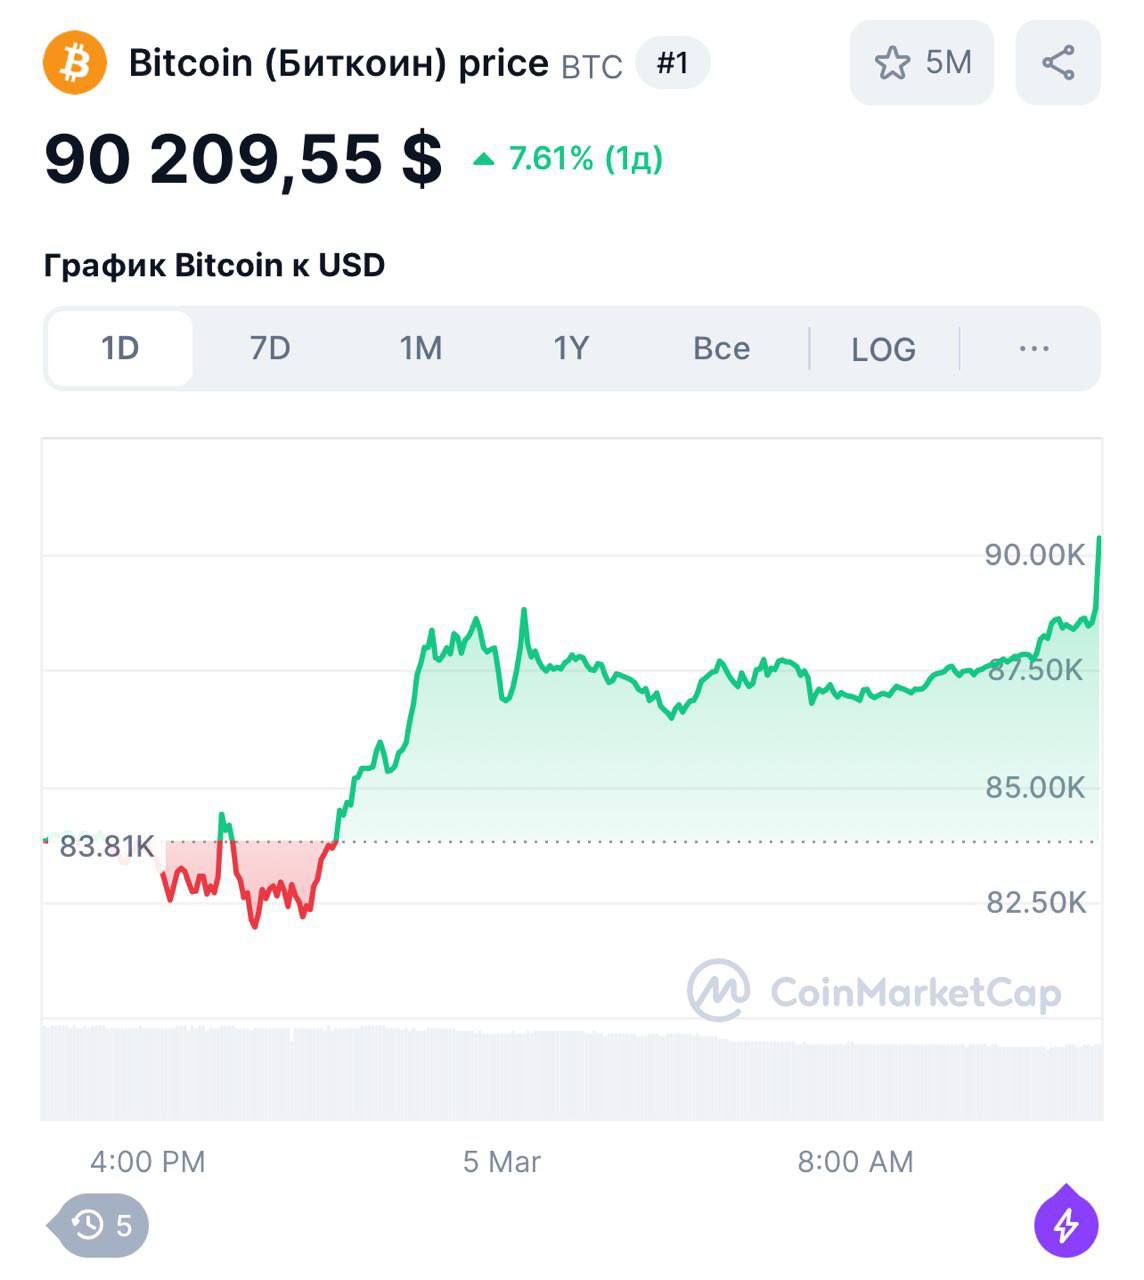 Bitcoin (Биткоин) price BTC #1 5M
90 209,55 $ 7.61% (1д)
График Bitcoin к USD
1D 7D 1M 1Y Все LOG ...
90.00K
87.50K
85.00K
83.81K
82.50K
CoinMarketCap
4:00 PM 5 Mar 8:00 AM
5